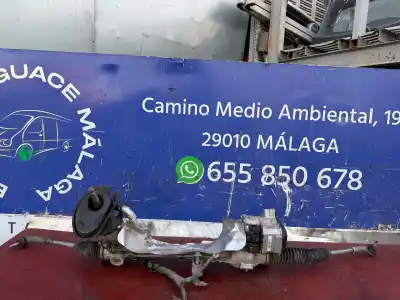 GUACE MÁLAGA
Camino Medio Ambiental, 19
29010 MÁLAGA
655 850 678